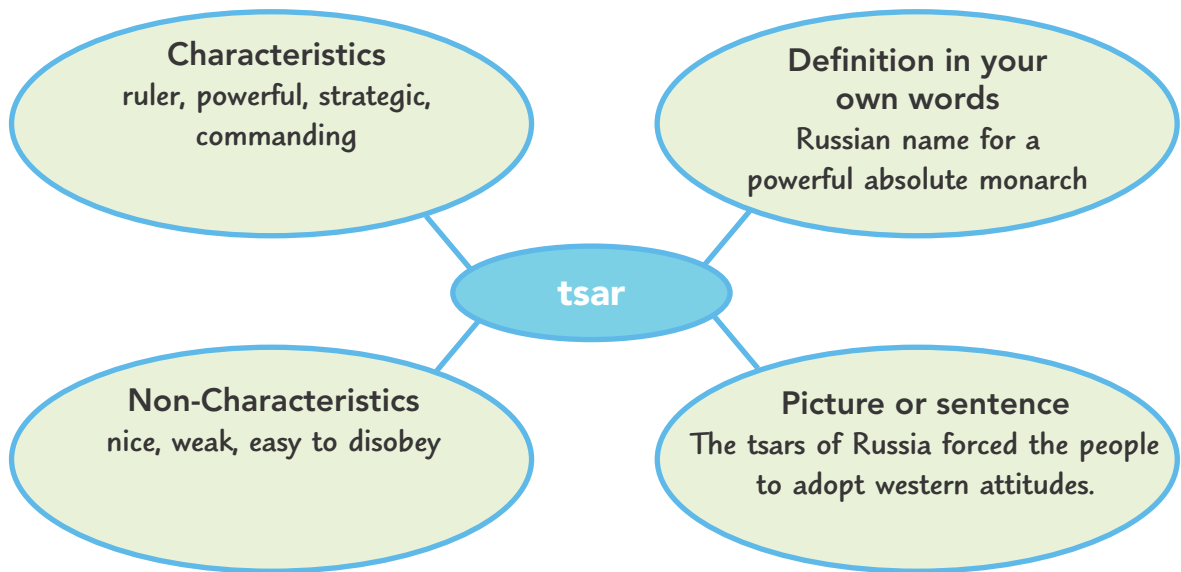 Characteristics
ruler, powerful, strategic,
commanding
Definition in your
own words
Russian name for a
powerful absolute monarch
tsar
Non-Characteristics
nice, weak, easy to disobey
Picture or sentence
The tsars of Russia forced the people
to adopt western attitudes.